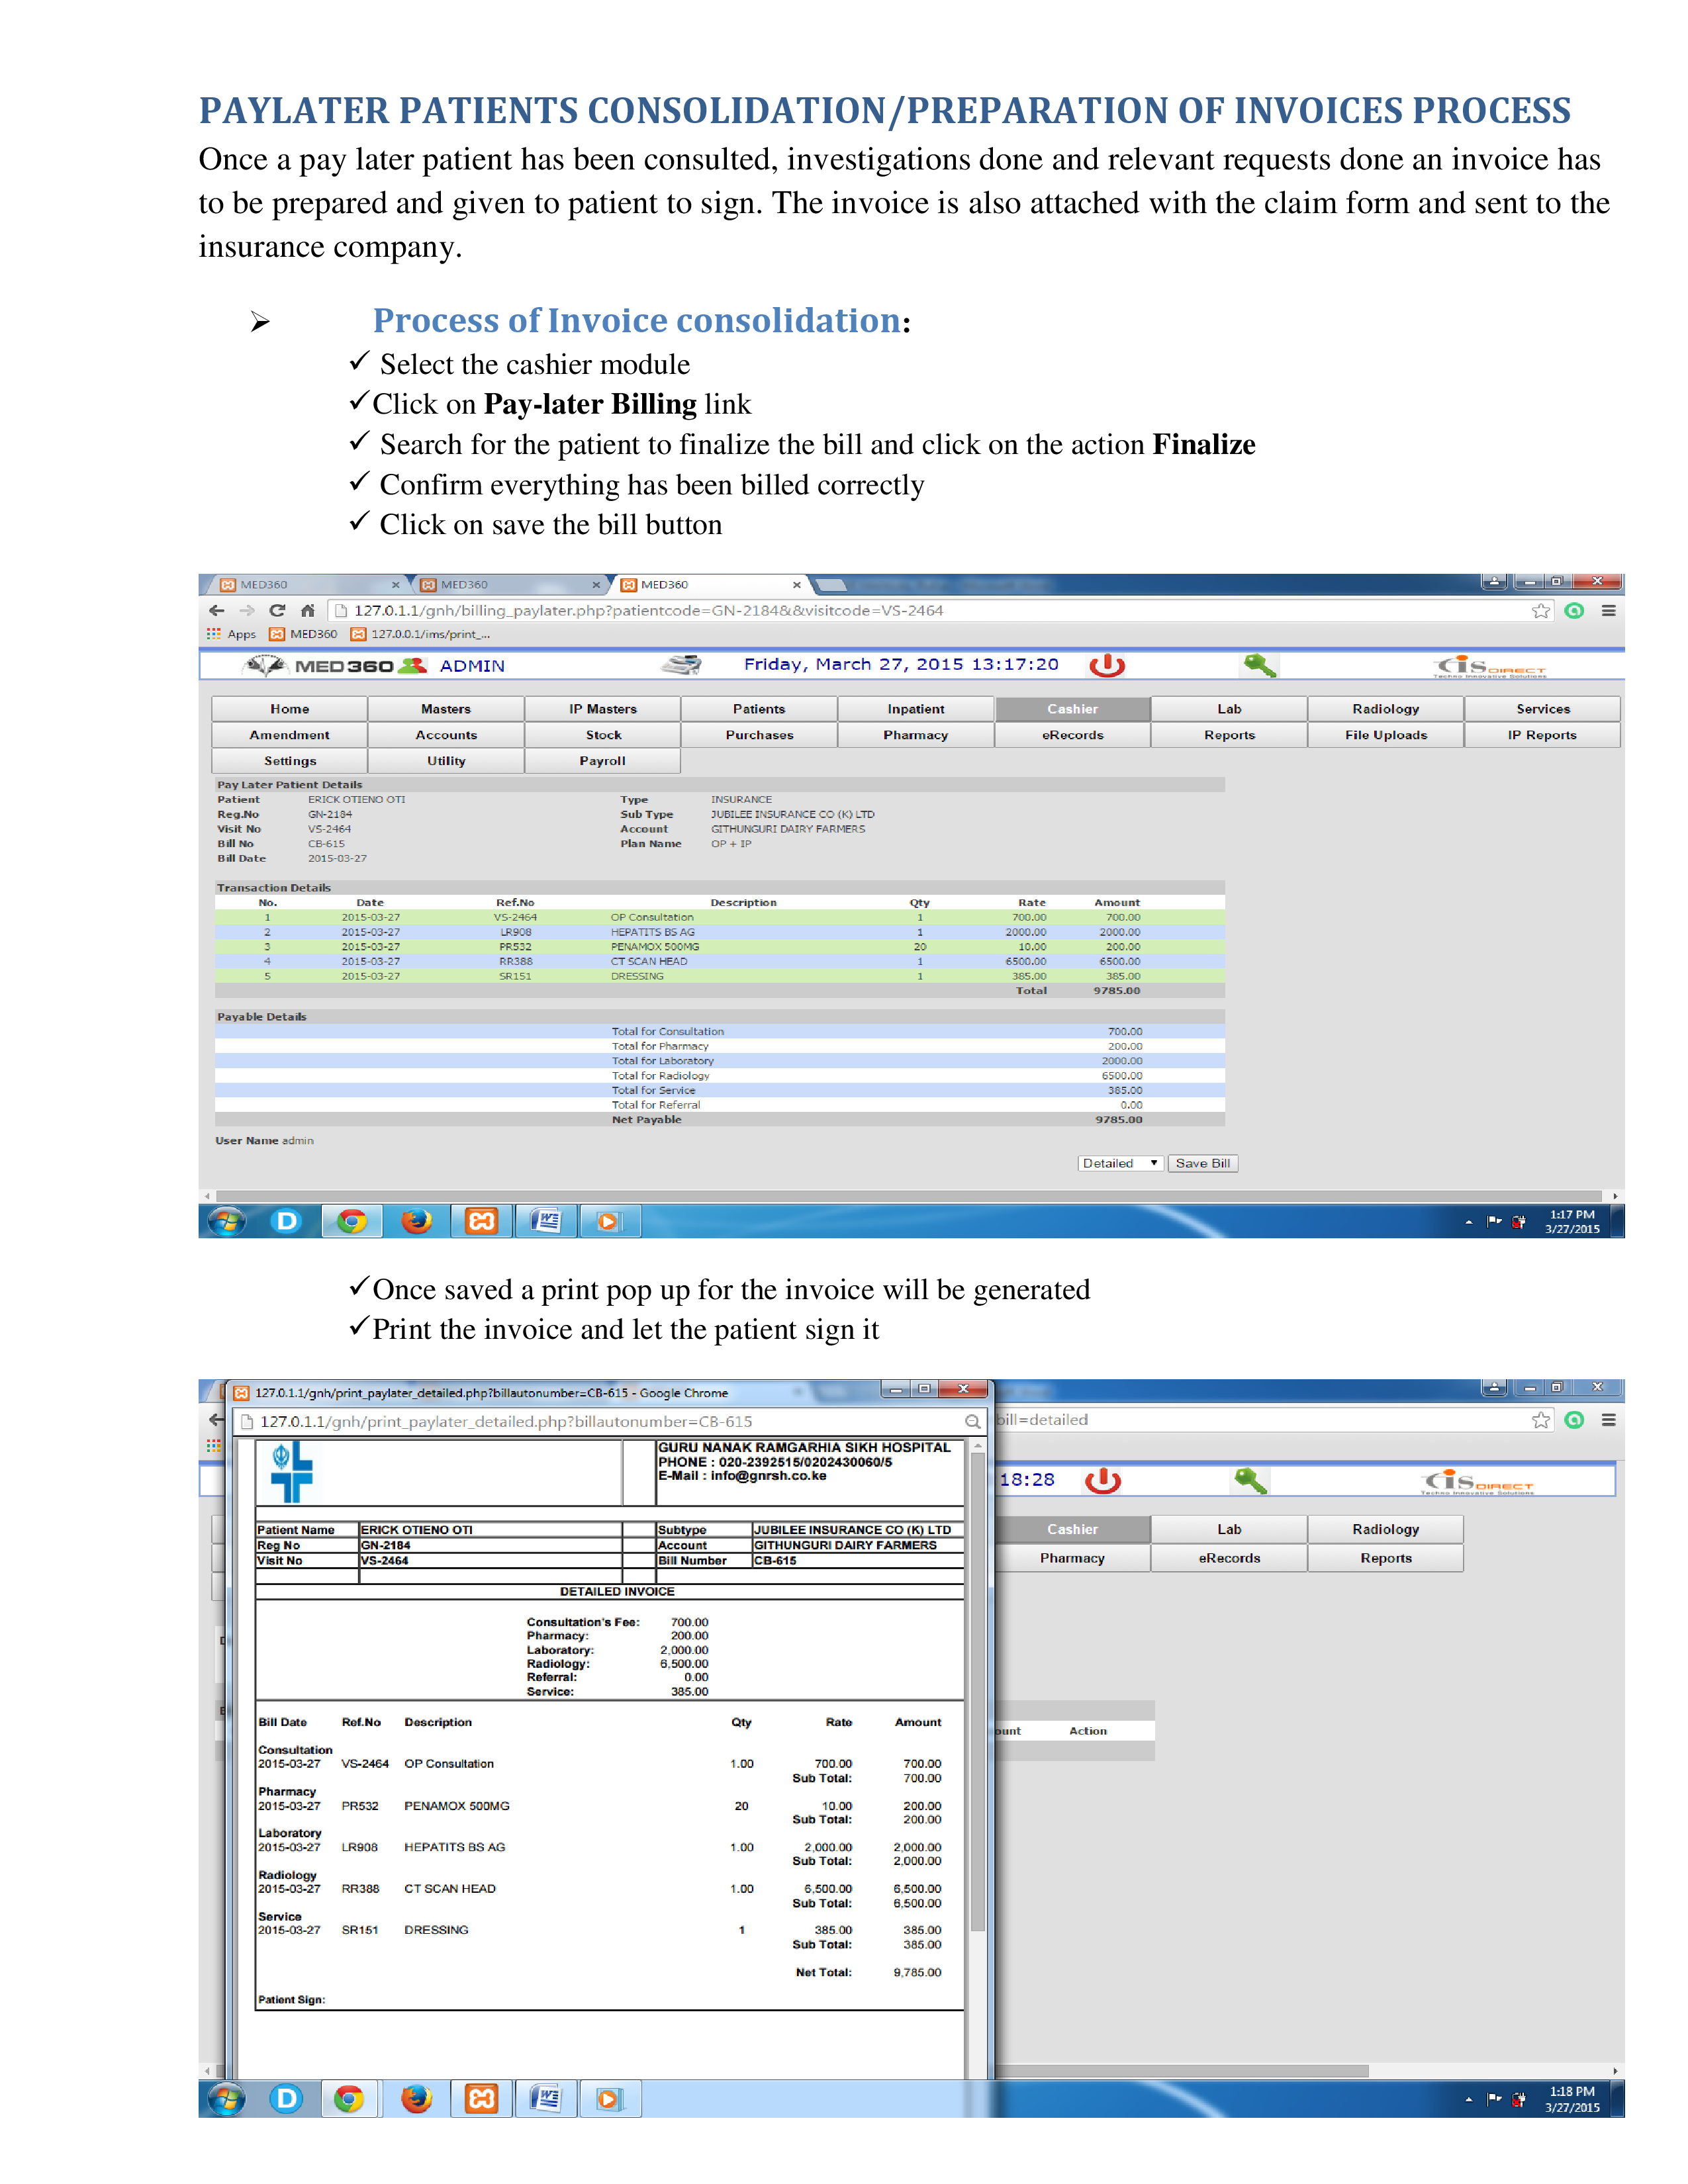 PAYLATER PATIENTS CONSOLIDATION/PREPARATION OF INVOICES PROCESS
Once a pay later patient has been consulted, investigations done and relevant requests done an invoice has
to be prepared and given to patient to sign. The invoice is also attached with the claim form and sent to the
insurance company.
Process of Invoice consolidation:
Select the cashier module
Click on Pay-later Billing link
Search for the patient to finalize the bill and click on the action Finalize
Confirm everything has been billed correctly
Click on save the bill button
MED360 MED360 MED360
127.0.1.1/gnh/billing_paylater.php?patientcode=GN-2184&&visitcode=VS-2464
Apps MED360 127.0.0.1/ims/print_...
MED360 ADMIN Friday, March 27, 2015 13:17:20 CIS DIRECT
Techno Innovative Solutions
Home Masters IP Masters Patients Inpatient Cashier Lab Radiology Services
Amendment Accounts Stock Purchases Pharmacy eRecords Reports File Uploads IP Reports
Settings Utility Payroll
Pay Later Patient Details
Patient ERICK OTIENO OTI Type INSURANCE
Reg.No GN-2184 Sub Type JUBILEE INSURANCE CO (K) LTD
Visit No VS-2464 Account GITHUNGURI DAIRY FARMERS
Bill No CB-615 Plan Name OP + IP
Bill Date 2015-03-27
Transaction Details
No. Date Ref.No Description Qty Rate Amount
1 2015-03-27 VS-2464 OP Consultation 1 700.00 700.00
2 2015-03-27 LR908 HEPATITS BS AG 1 2000.00 2000.00
3 2015-03-27 PR532 PENAMOX 500MG 20 10.00 200.00
4 2015-03-27 RR388 CT SCAN HEAD 1 6500.00 6500.00
5 2015-03-27 SR151 DRESSING 1 385.00 385.00
Total 9785.00
Payable Details
Total for Consultation 700.00
Total for Pharmacy 200.00
Total for Laboratory 2000.00
Total for Radiology 6500.00
Total for Service 385.00
Total for Referral 0.00
Net Payable 9785.00
User Name admin
Detailed Save Bill
1:17 PM
3/27/2015
Once saved a print pop up for the invoice will be generated
Print the invoice and let the patient sign it
127.0.1.1/gnh/print_paylater_detailed.php?billautonumber=CB-615 - Google Chrome
127.0.1.1/gnh/print_paylater_detailed.php?billautonumber=CB-615 bill=detailed
GURU NANAK RAMGARHIA SIKH HOSPITAL
PHONE : 020-2392515/0202430060/5
E-Mail : info@gnrsh.co.ke
18:28 CIS DIRECT
Techno Innovative Solutions
Cashier Lab Radiology
Pharmacy eRecords Reports
Patient Name ERICK OTIENO OTI Subtype JUBILEE INSURANCE CO (K) LTD
Reg No GN-2184 Account GITHUNGURI DAIRY FARMERS
Visit No VS-2464 Bill Number CB-615
DETAILED INVOICE
Consultation's Fee: 700.00
Pharmacy: 200.00
Laboratory: 2,000.00
Radiology: 6,500.00
Referral: 0.00
Service: 385.00
Bill Date Ref.No Description Qty Rate Amount
ount Action
Consultation
2015-03-27 VS-2464 OP Consultation 1.00 700.00 700.00
Sub Total: 700.00
Pharmacy
2015-03-27 PR532 PENAMOX 500MG 20 10.00 200.00
Sub Total: 200.00
Laboratory
2015-03-27 LR908 HEPATITS BS AG 1.00 2,000.00 2,000.00
Sub Total: 2,000.00
Radiology
2015-03-27 RR388 CT SCAN HEAD 1.00 6,500.00 6,500.00
Sub Total: 6,500.00
Service
2015-03-27 SR151 DRESSING 1 385.00 385.00
Sub Total: 385.00
Net Total: 9,785.00
Patient Sign:
1:18 PM
3/27/2015